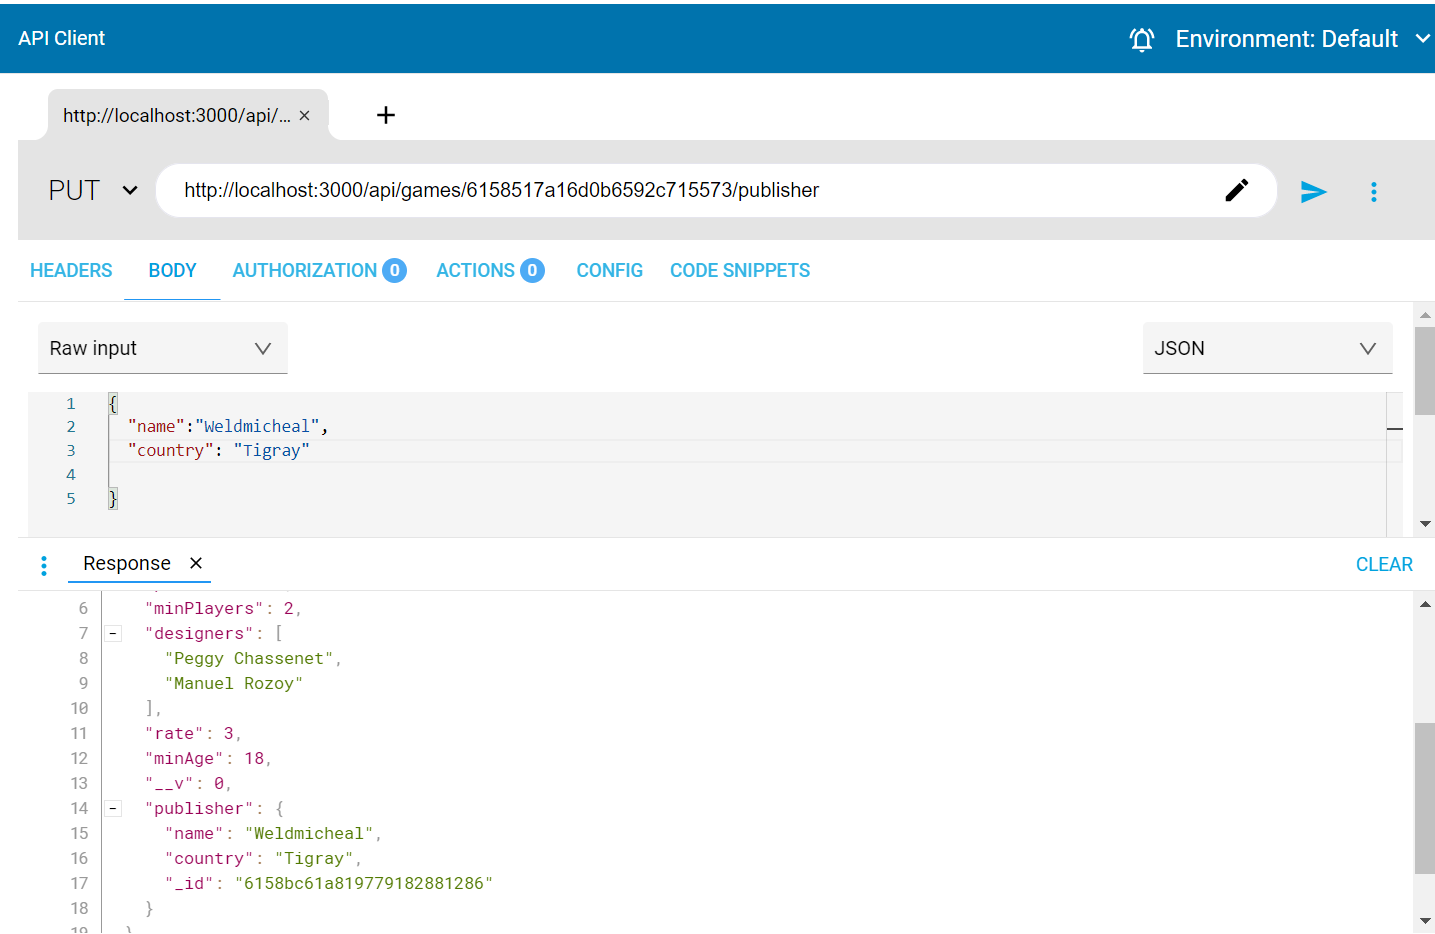 API Client
Environment: Default
http://localhost:3000/api/...
PUT
http://localhost:3000/api/games/6158517a16d0b6592c715573/publisher
HEADERS BODY AUTHORIZATION 0 ACTIONS 0 CONFIG CODE SNIPPETS
Raw input
JSON
1 {
2 "name":"Weldmicheal",
3 "country": "Tigray"
4
5 }
Response
CLEAR
6 "minPlayers": 2,
7 "designers": [
8 "Peggy Chassenet",
9 "Manuel Rozoy"
10 ],
11 "rate": 3,
12 "minAge": 18,
13 "__v": 0,
14 "publisher": {
15 "name": "Weldmicheal",
16 "country": "Tigray",
17 "_id": "6158bc61a819779182881286"
18 }
19 }